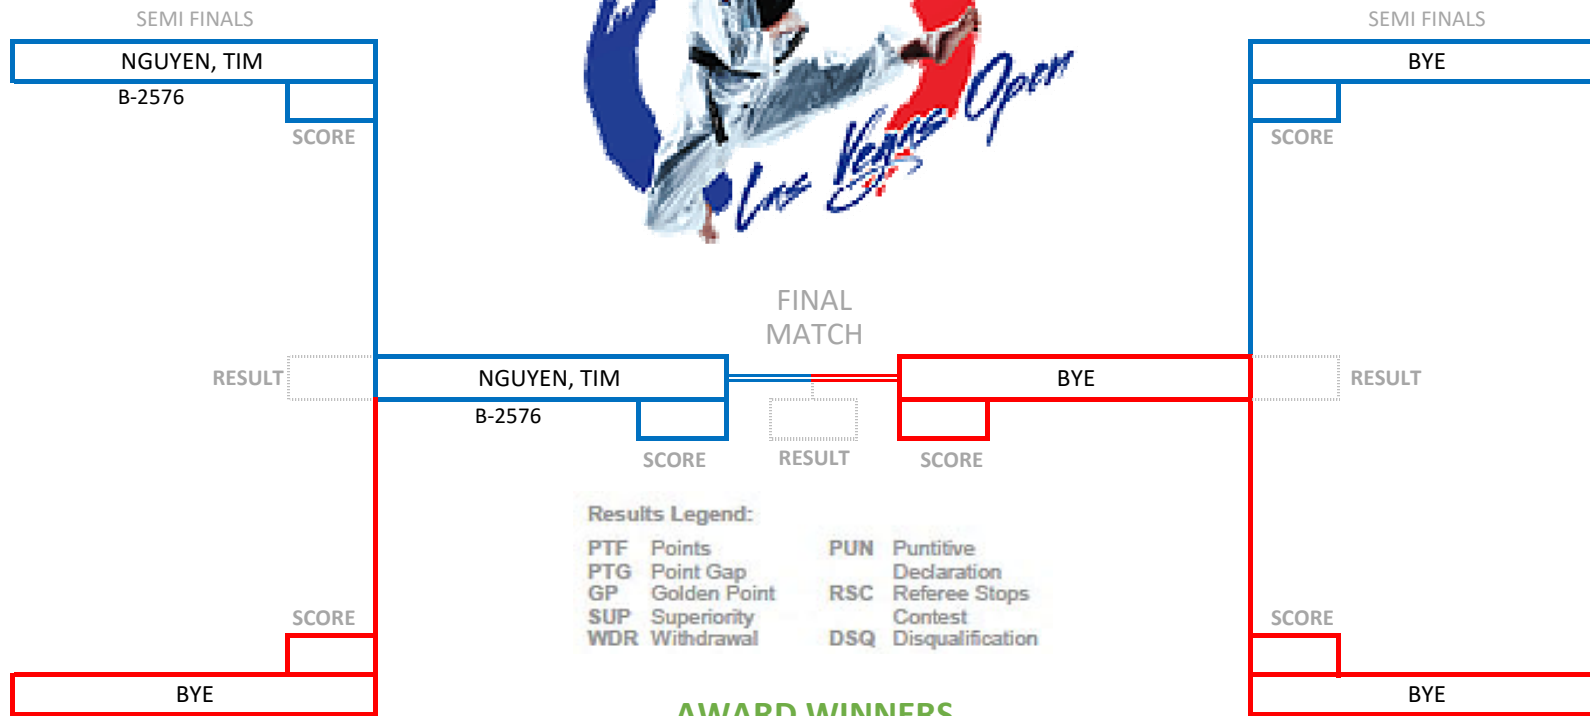 SEMI FINALS
SEMI FINALS
NGUYEN, TIM
BYE
B-2576
SCORE
SCORE
Las Vegas Open
FINAL
MATCH
RESULT
NGUYEN, TIM
BYE
RESULT
B-2576
SCORE
RESULT
SCORE
Results Legend:
PTF Points
PTG Point Gap
GP Golden Point
SUP Superiority
WDR Withdrawal
PUN Puntitive
Declaration
RSC Referee Stops
Contest
DSQ Disqualification
SCORE
SCORE
BYE
BYE
AWARD WINNERS